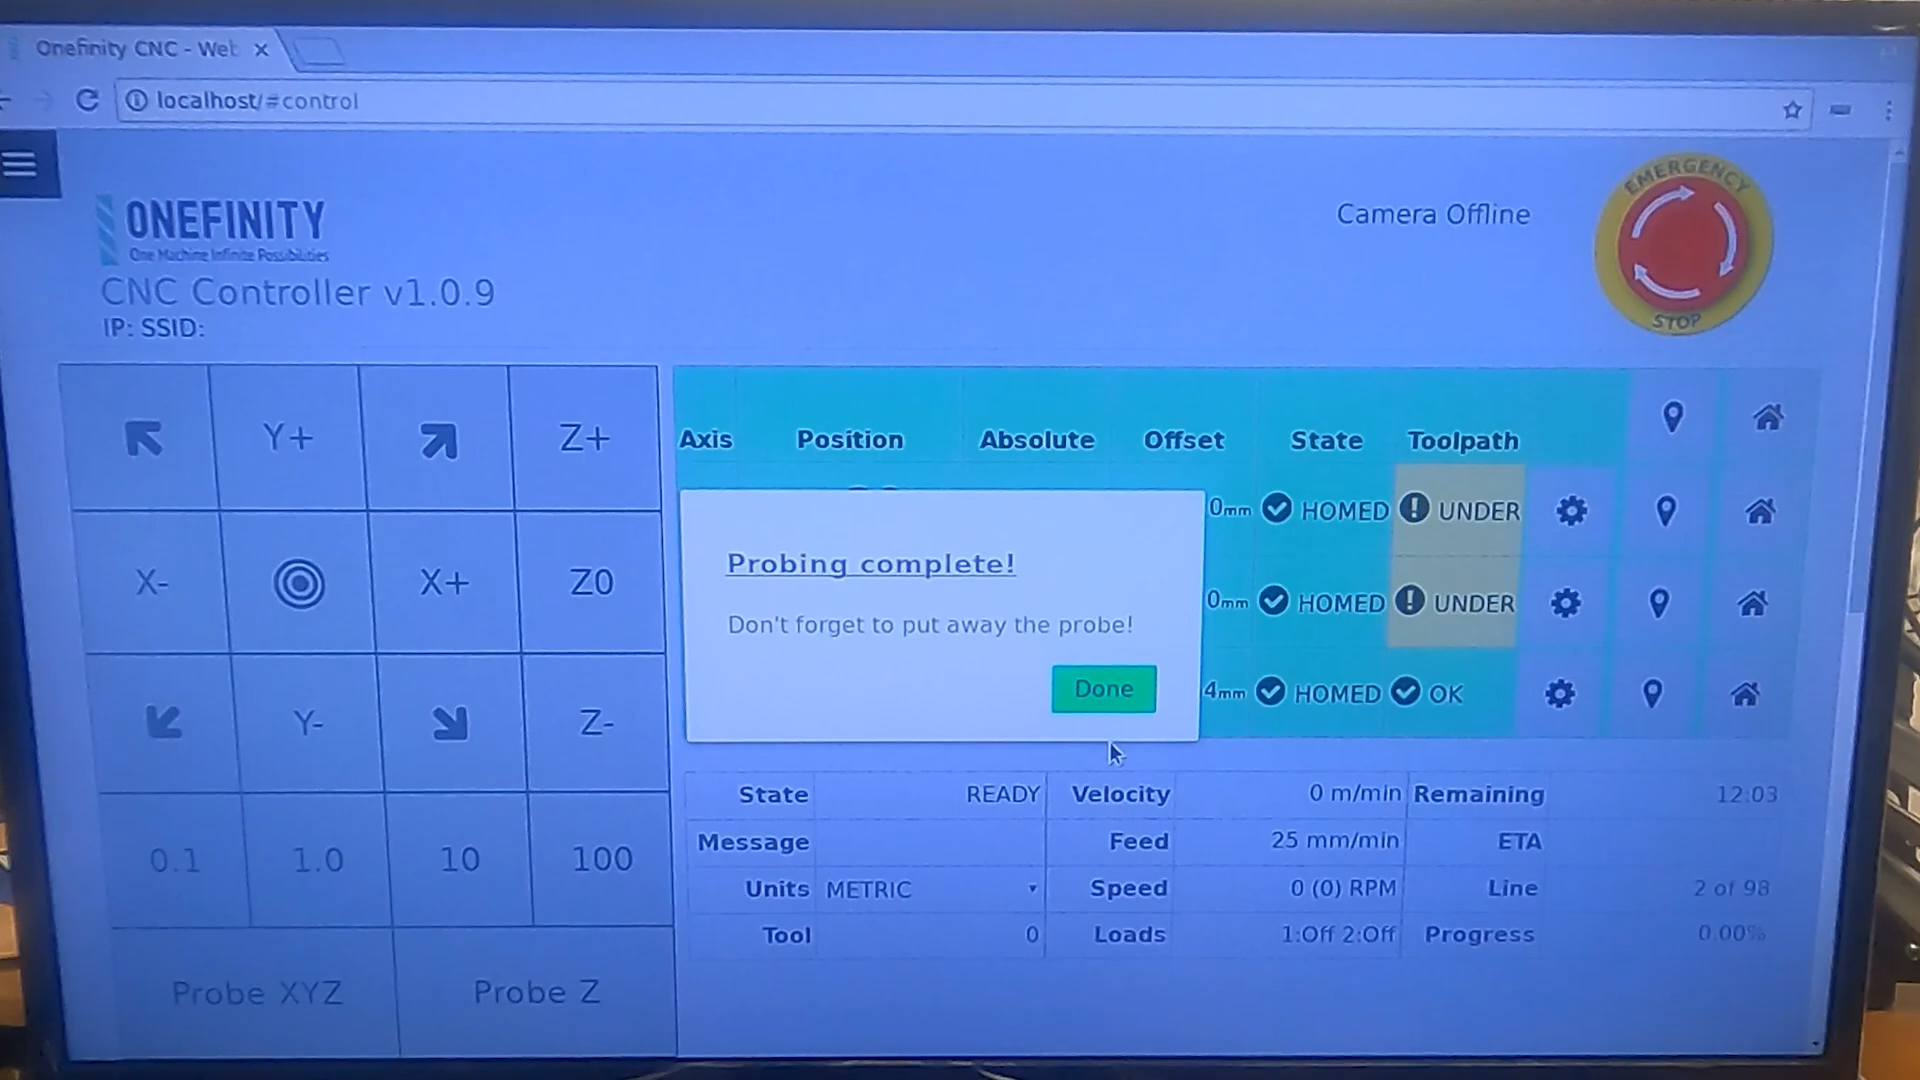 Onefinity CNC - Web
localhost/#control
ONEFINITY
One Machine Infinite Possibilities
CNC Controller v1.0.9
IP: SSID:
Camera Offline
EMERGENCY
STOP
Y+ Z+
X- X+ Z0
Y- Z-
0.1 1.0 10 100
Probe XYZ Probe Z
Axis Position Absolute Offset State Toolpath
0mm HOMED UNDER
0mm HOMED UNDER
4mm HOMED OK
Probing complete!
Don't forget to put away the probe!
Done
State READY Velocity 0 m/min Remaining 12:03
Message Feed 25 mm/min ETA
Units METRIC Speed 0 (0) RPM Line 2 of 98
Tool 0 Loads 1:Off 2:Off Progress 0.00%